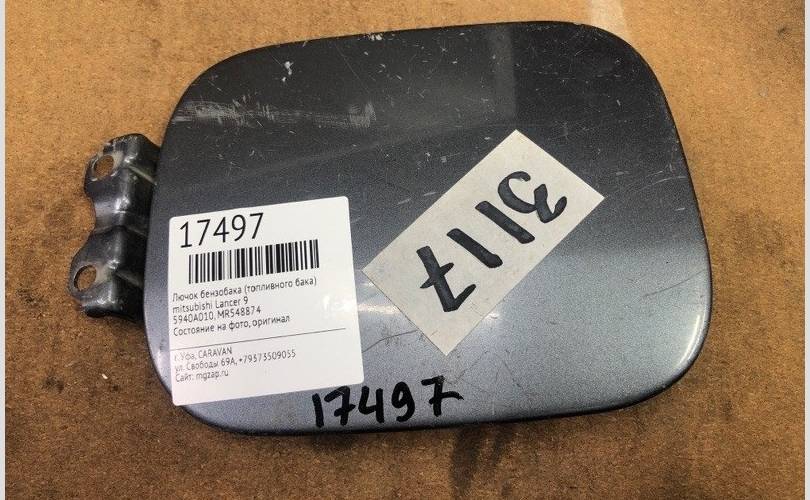 17497
Лючок бензобака (топливного бака)
mitsubishi Lancer 9
5940A010, MR548874
Состояние на фото, оригинал
г. Уфа, CARAVAN
ул. Свободы 69А, +79373509055
Сайт: mgzap.ru
3117
17497